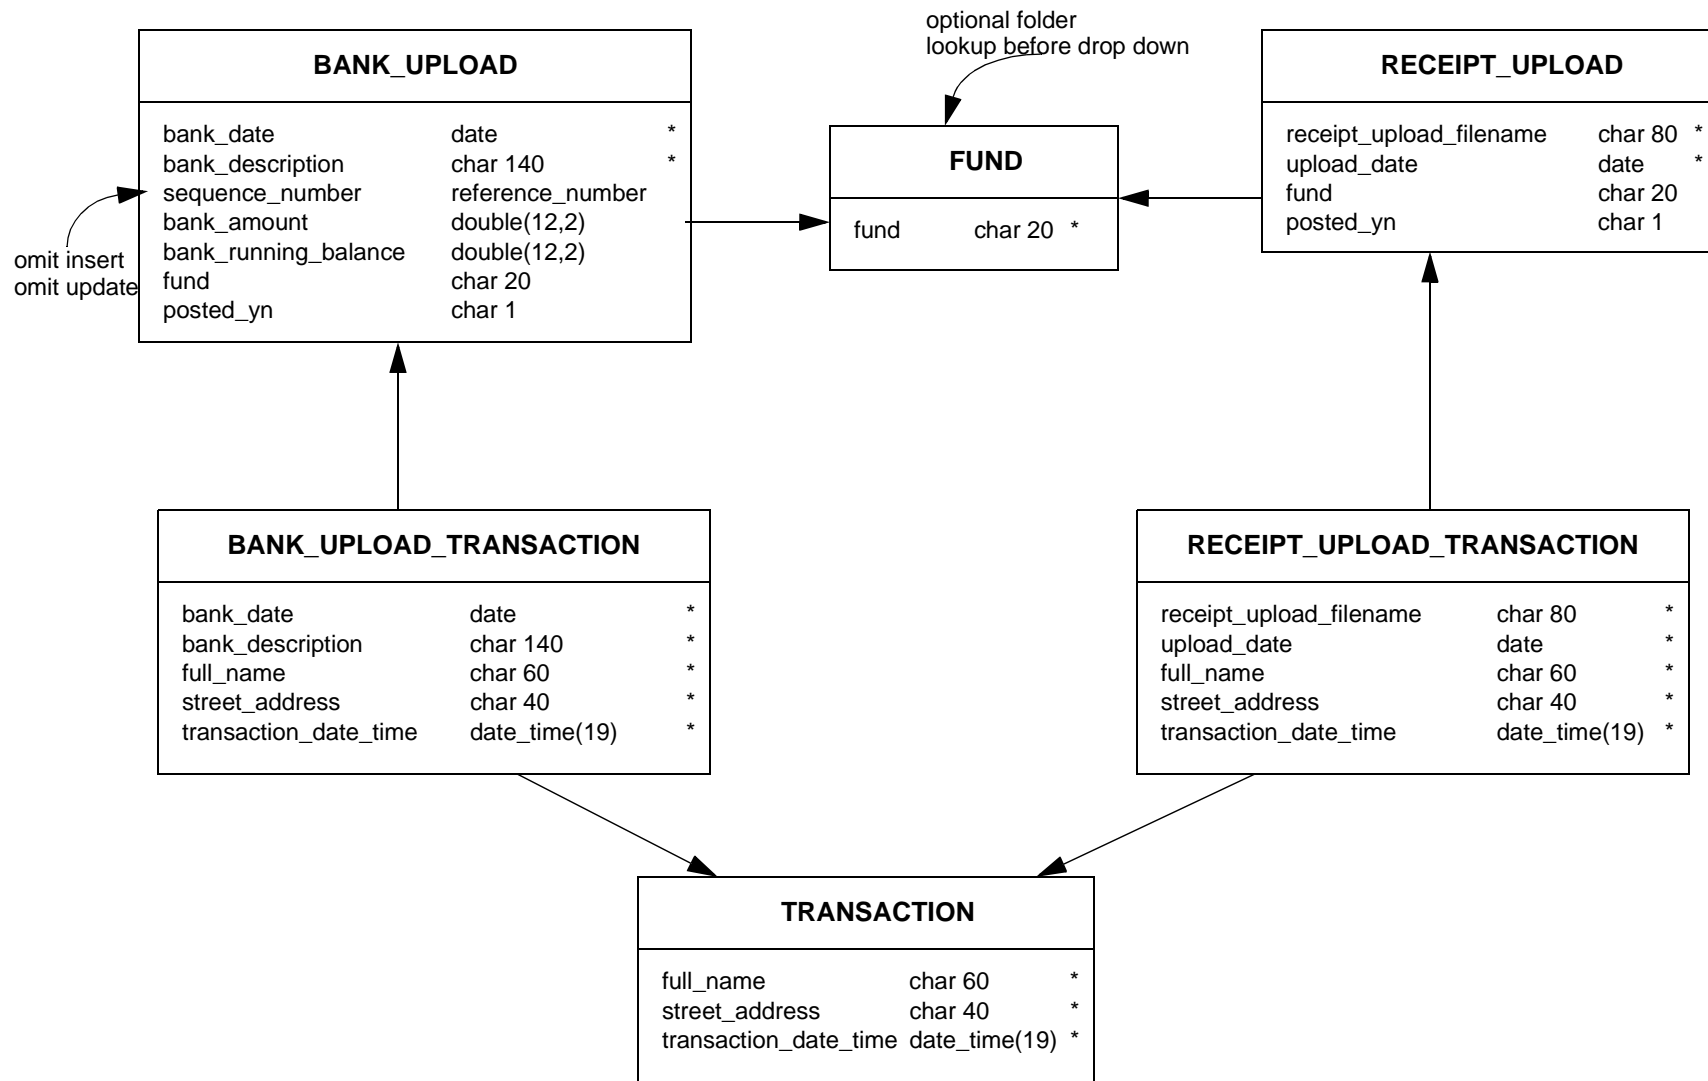 optional folder
lookup before drop down
BANK_UPLOAD
bank_date date *
bank_description char 140 *
sequence_number reference_number
bank_amount double(12,2)
bank_running_balance double(12,2)
fund char 20
posted_yn char 1
omit insert
omit update
FUND
fund char 20 *
RECEIPT_UPLOAD
receipt_upload_filename char 80 *
upload_date date *
fund char 20
posted_yn char 1
BANK_UPLOAD_TRANSACTION
bank_date date *
bank_description char 140 *
full_name char 60 *
street_address char 40 *
transaction_date_time date_time(19) *
RECEIPT_UPLOAD_TRANSACTION
receipt_upload_filename char 80 *
upload_date date *
full_name char 60 *
street_address char 40 *
transaction_date_time date_time(19) *
TRANSACTION
full_name char 60 *
street_address char 40 *
transaction_date_time date_time(19) *